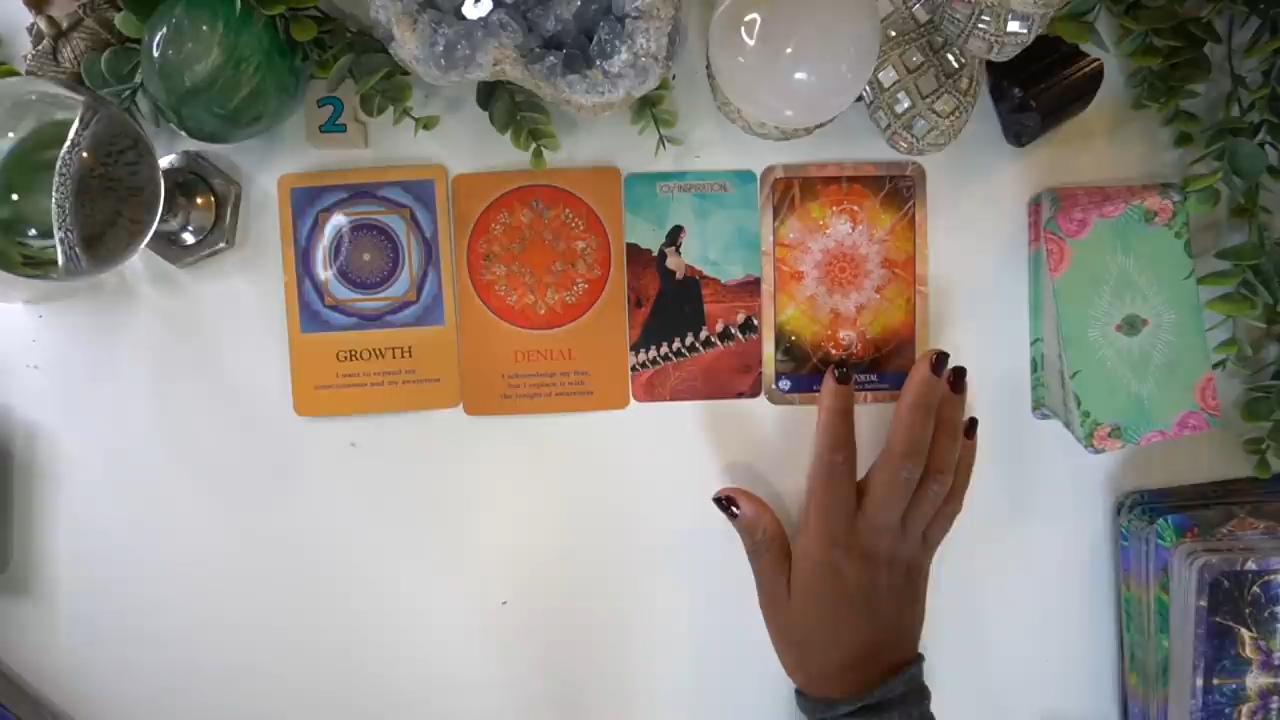 2
GROWTH
I want to expand my
consciousness and my awareness
DENIAL
I acknowledge my fear,
but I replace it with
the insight of awareness
JOY/INSPIRATION
PORTAL